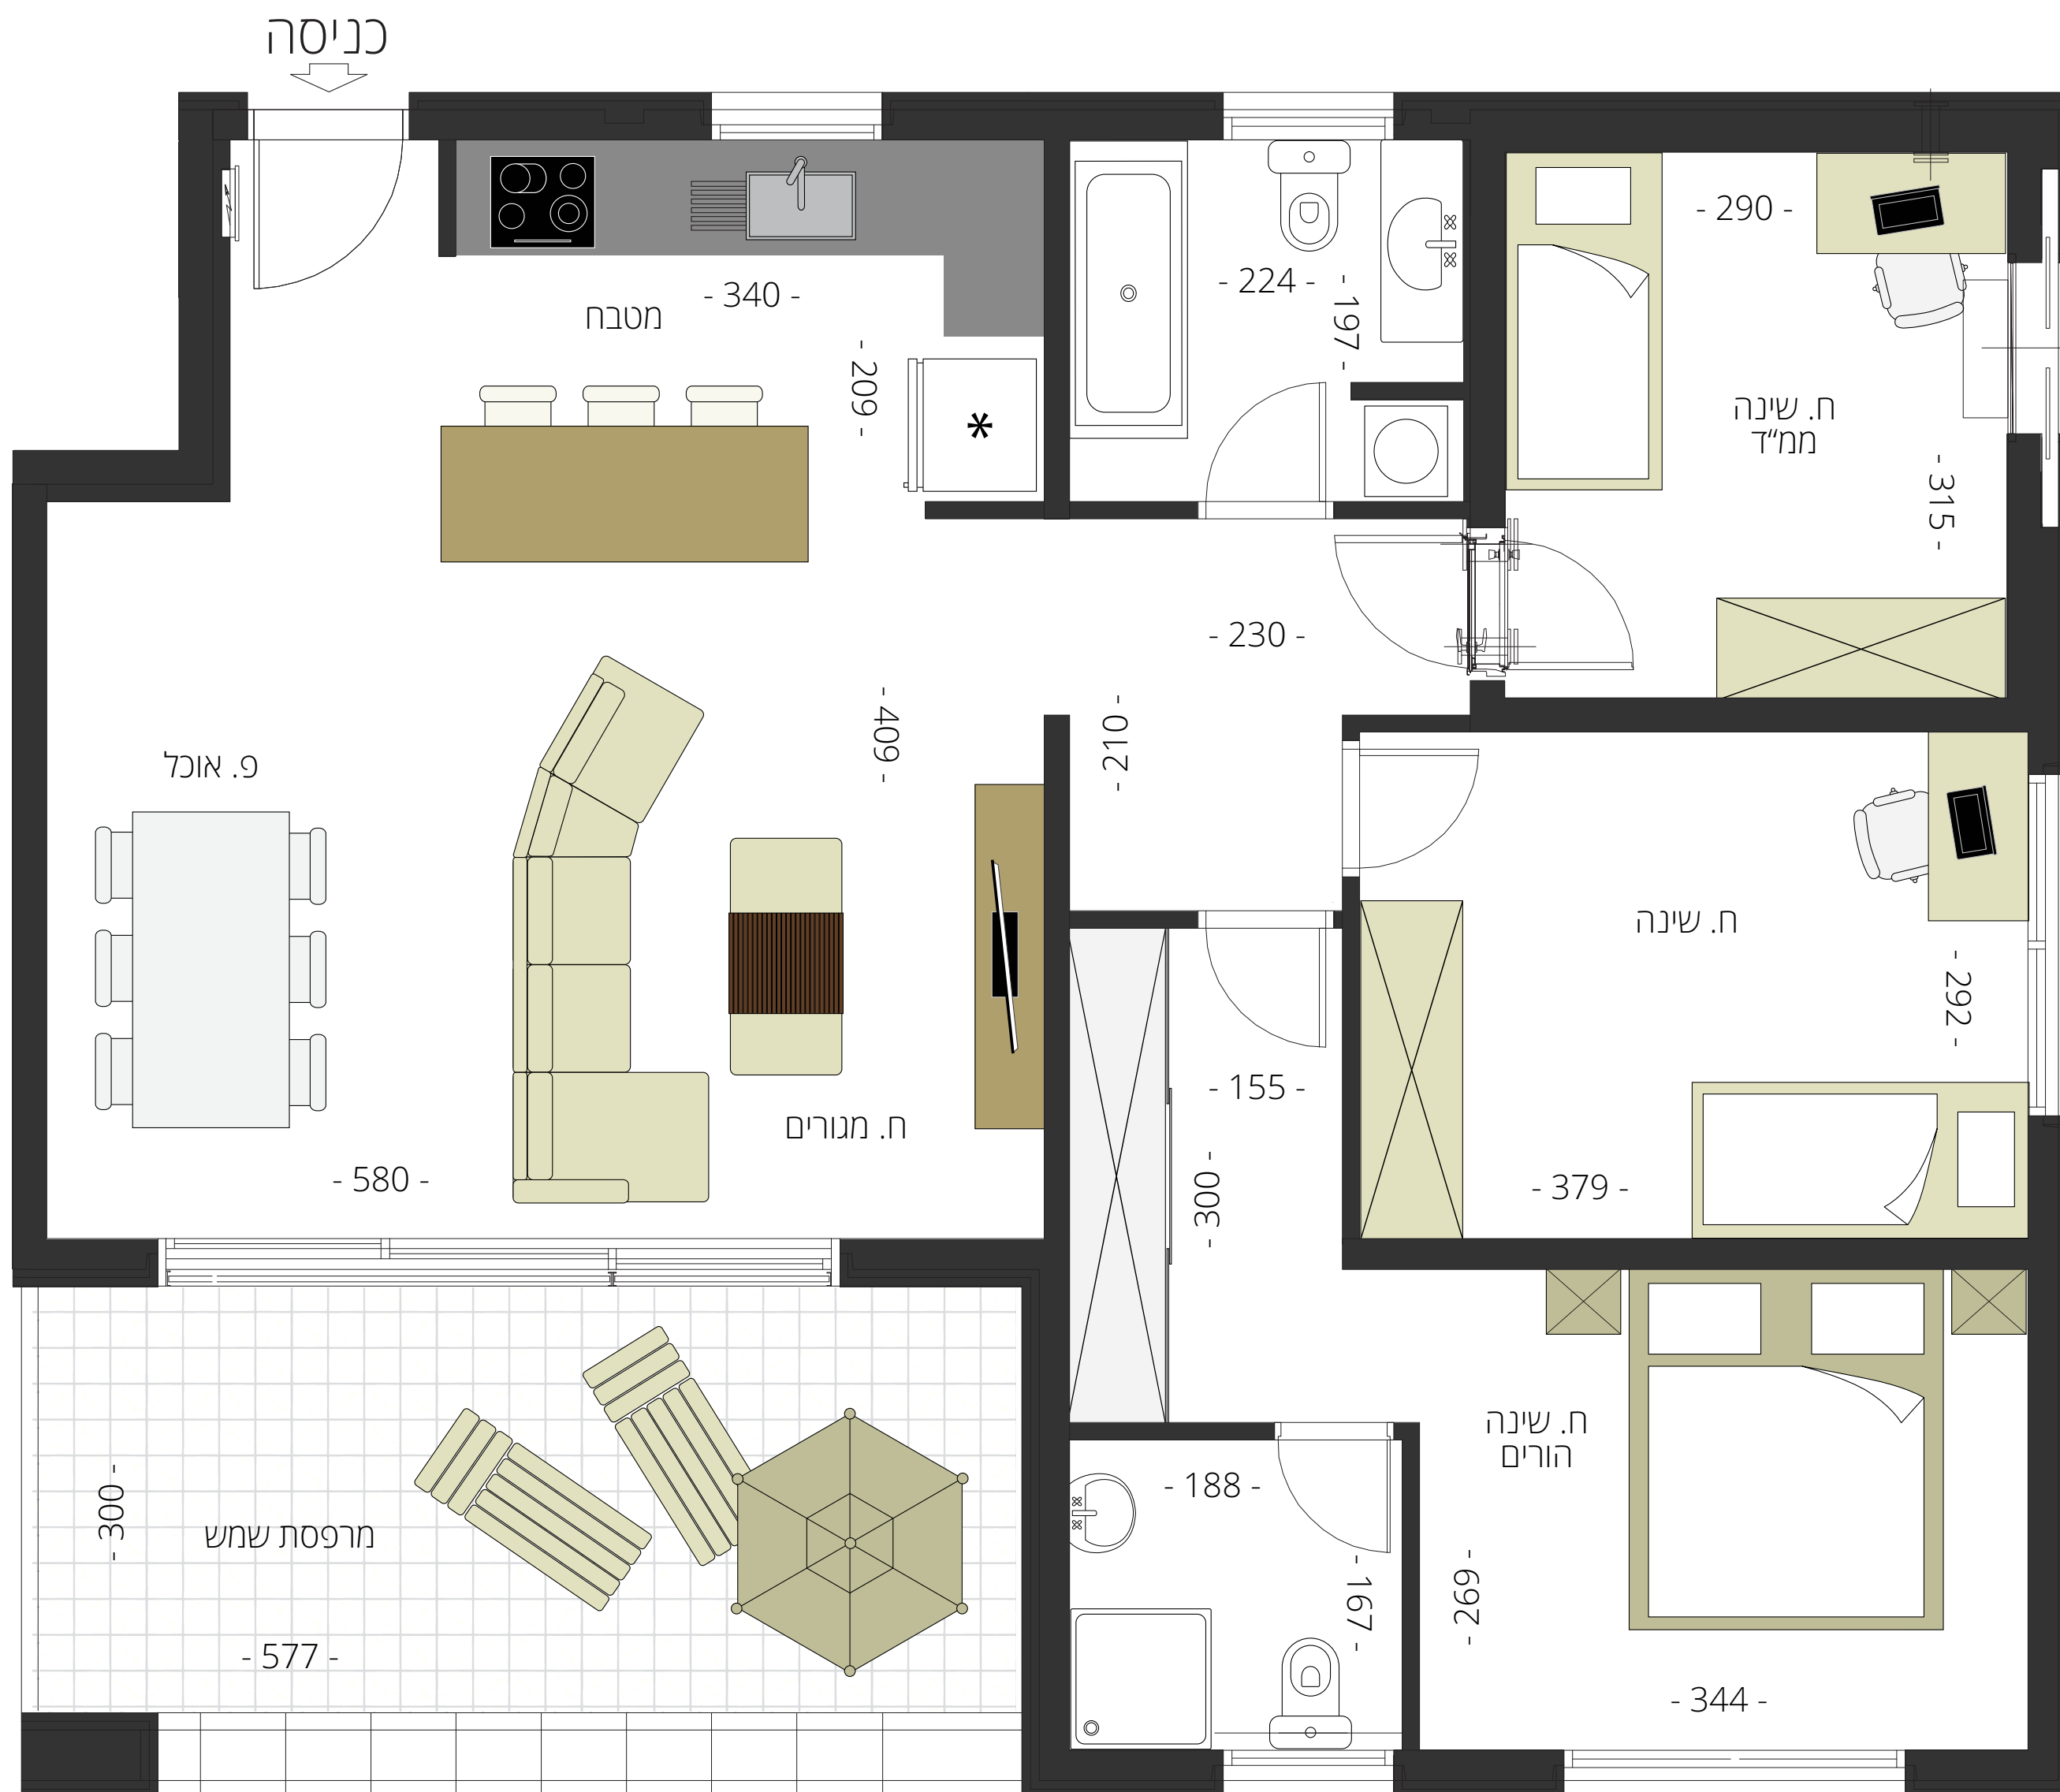 כניסה
- 290 -
- 224 -
- 197 -
- 340 -
מטבח
- 209 -
*
ח. שינה
ממ״ד
- 315 -
- 230 -
- 409 -
- 210 -
פ. אוכל
ח. שינה
- 292 -
- 155 -
ח. מגורים
- 580 -
- 300 -
- 379 -
ח. שינה
הורים
- 188 -
- 300 -
מרפסת שמש
- 167 -
- 269 -
- 577 -
- 344 -